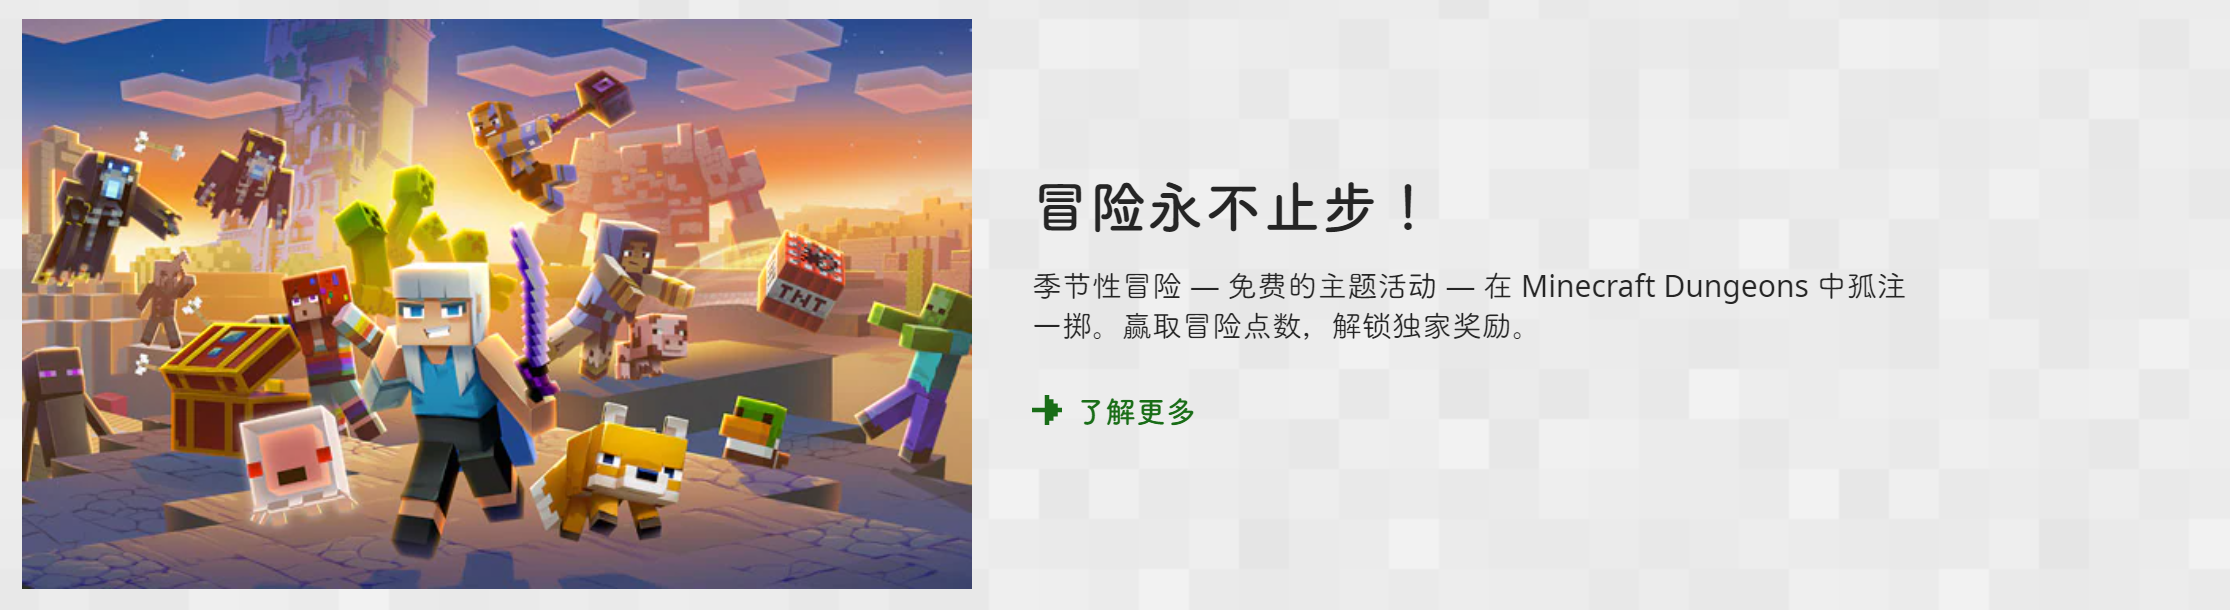 TNT
冒险永不止步！
季节性冒险 — 免费的主题活动 — 在 Minecraft Dungeons 中孤注
一掷。赢取冒险点数，解锁独家奖励。
了解更多